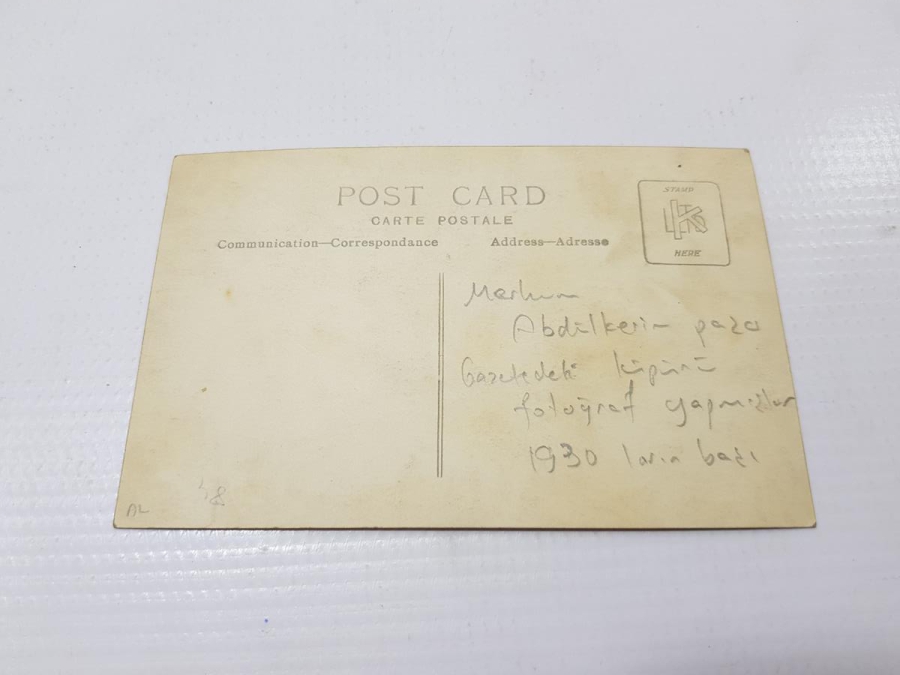 POST CARD
CARTE POSTALE
Communication—Correspondance
Address—Adresse
STAMP
HERE
Merhum
Abdülkerim paşa
Gazetedeki küpürü
fotoğraf yapmışlar
1930 ların başı